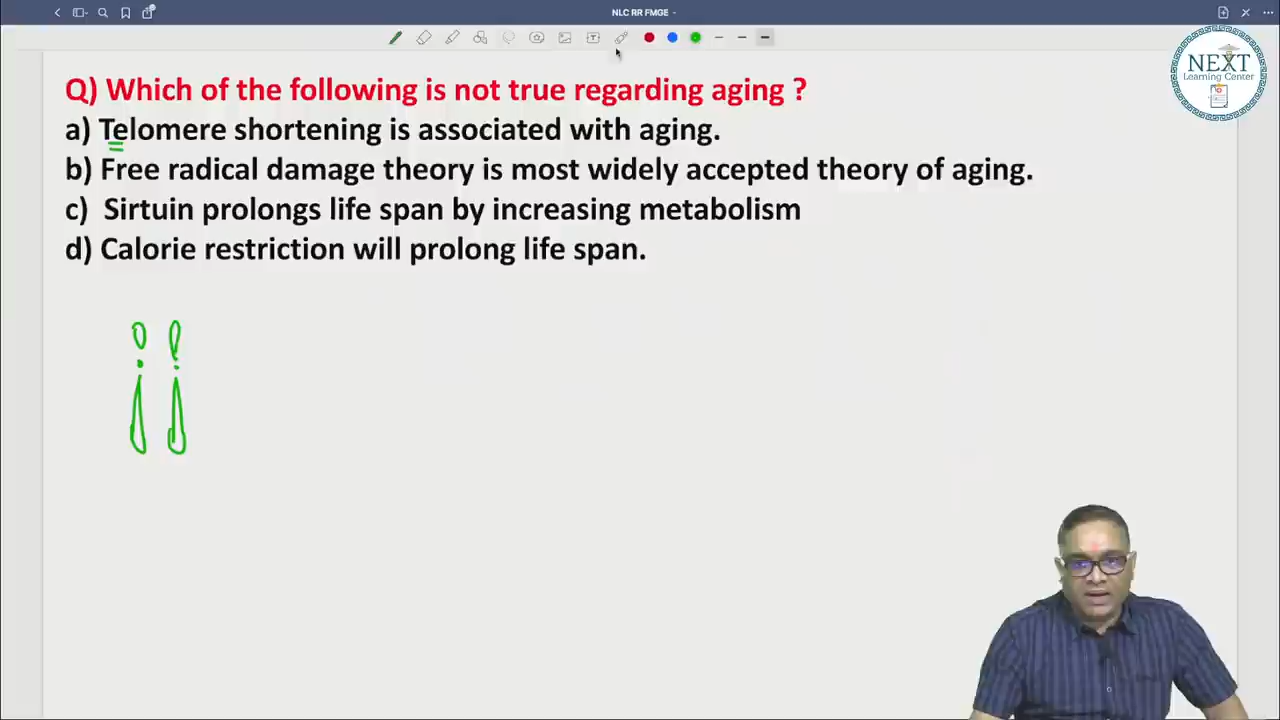 NLC RR FMGE
NEXT
Learning Center
Q) Which of the following is not true regarding aging ?
a) Telomere shortening is associated with aging.
b) Free radical damage theory is most widely accepted theory of aging.
c) Sirtuin prolongs life span by increasing metabolism
d) Calorie restriction will prolong life span.